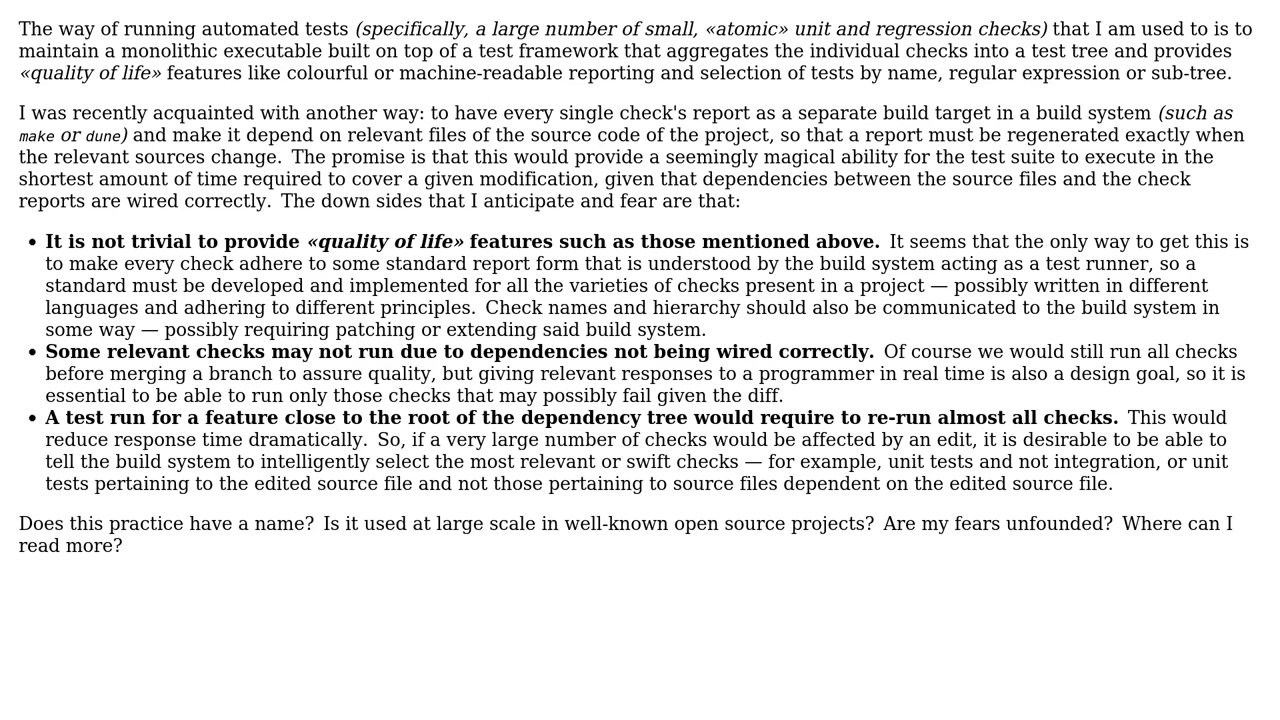 The way of running automated tests (specifically, a large number of small, «atomic» unit and regression checks) that I am used to is to
maintain a monolithic executable built on top of a test framework that aggregates the individual checks into a test tree and provides
«quality of life» features like colourful or machine-readable reporting and selection of tests by name, regular expression or sub-tree.
I was recently acquainted with another way: to have every single check's report as a separate build target in a build system (such as
make or dune) and make it depend on relevant files of the source code of the project, so that a report must be regenerated exactly when
the relevant sources change. The promise is that this would provide a seemingly magical ability for the test suite to execute in the
shortest amount of time required to cover a given modification, given that dependencies between the source files and the check
reports are wired correctly. The down sides that I anticipate and fear are that:
• It is not trivial to provide «quality of life» features such as those mentioned above. It seems that the only way to get this is
to make every check adhere to some standard report form that is understood by the build system acting as a test runner, so a
standard must be developed and implemented for all the varieties of checks present in a project — possibly written in different
languages and adhering to different principles. Check names and hierarchy should also be communicated to the build system in
some way — possibly requiring patching or extending said build system.
• Some relevant checks may not run due to dependencies not being wired correctly. Of course we would still run all checks
before merging a branch to assure quality, but giving relevant responses to a programmer in real time is also a design goal, so it is
essential to be able to run only those checks that may possibly fail given the diff.
• A test run for a feature close to the root of the dependency tree would require to re-run almost all checks. This would
reduce response time dramatically. So, if a very large number of checks would be affected by an edit, it is desirable to be able to
tell the build system to intelligently select the most relevant or swift checks — for example, unit tests and not integration, or unit
tests pertaining to the edited source file and not those pertaining to source files dependent on the edited source file.
Does this practice have a name? Is it used at large scale in well-known open source projects? Are my fears unfounded? Where can I
read more?